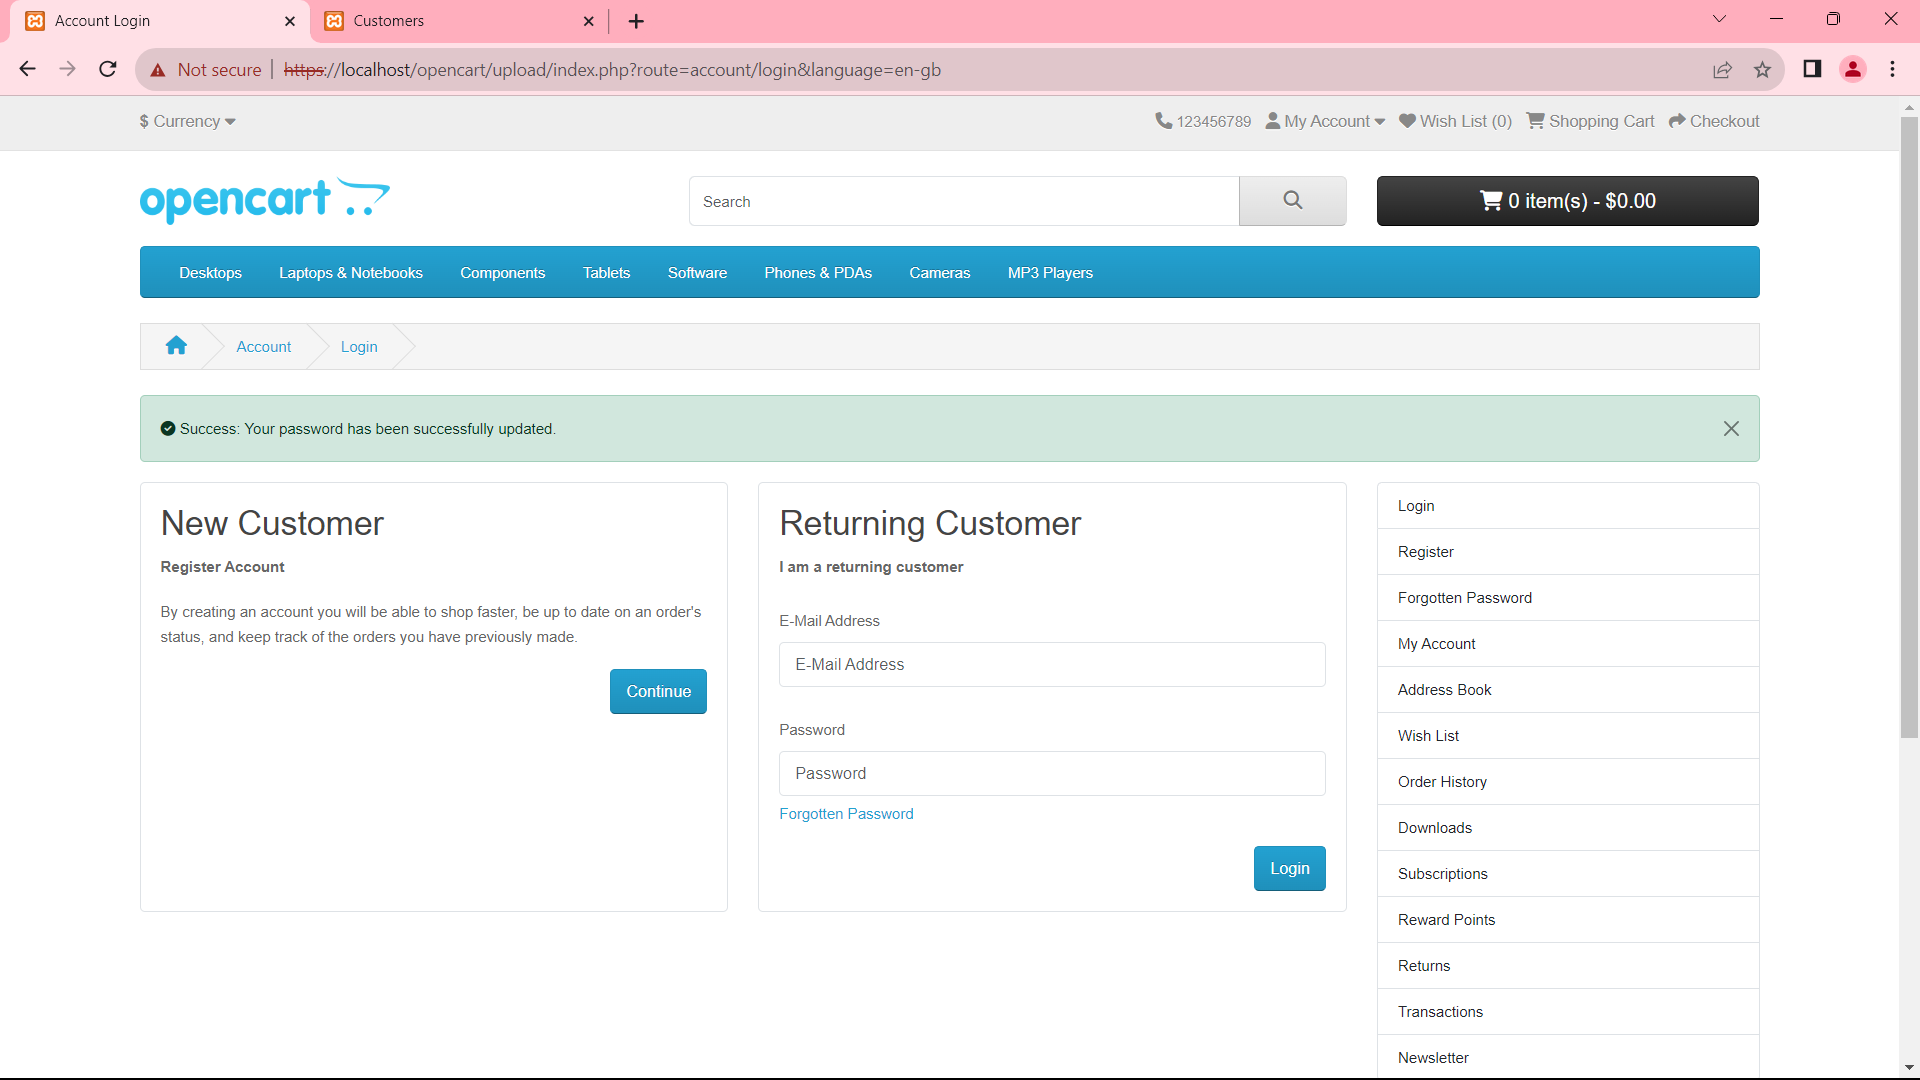 Account Login
Customers
Not secure
https://localhost/opencart/upload/index.php?route=account/login&language=en-gb
$ Currency
123456789
My Account
Wish List (0)
Shopping Cart
Checkout
opencart
Search
0 item(s) - $0.00
Desktops
Laptops & Notebooks
Components
Tablets
Software
Phones & PDAs
Cameras
MP3 Players
Account
Login
Success: Your password has been successfully updated.
New Customer
Register Account
By creating an account you will be able to shop faster, be up to date on an order's
status, and keep track of the orders you have previously made.
Continue
Returning Customer
I am a returning customer
E-Mail Address
E-Mail Address
Password
Password
Forgotten Password
Login
Login
Register
Forgotten Password
My Account
Address Book
Wish List
Order History
Downloads
Subscriptions
Reward Points
Returns
Transactions
Newsletter